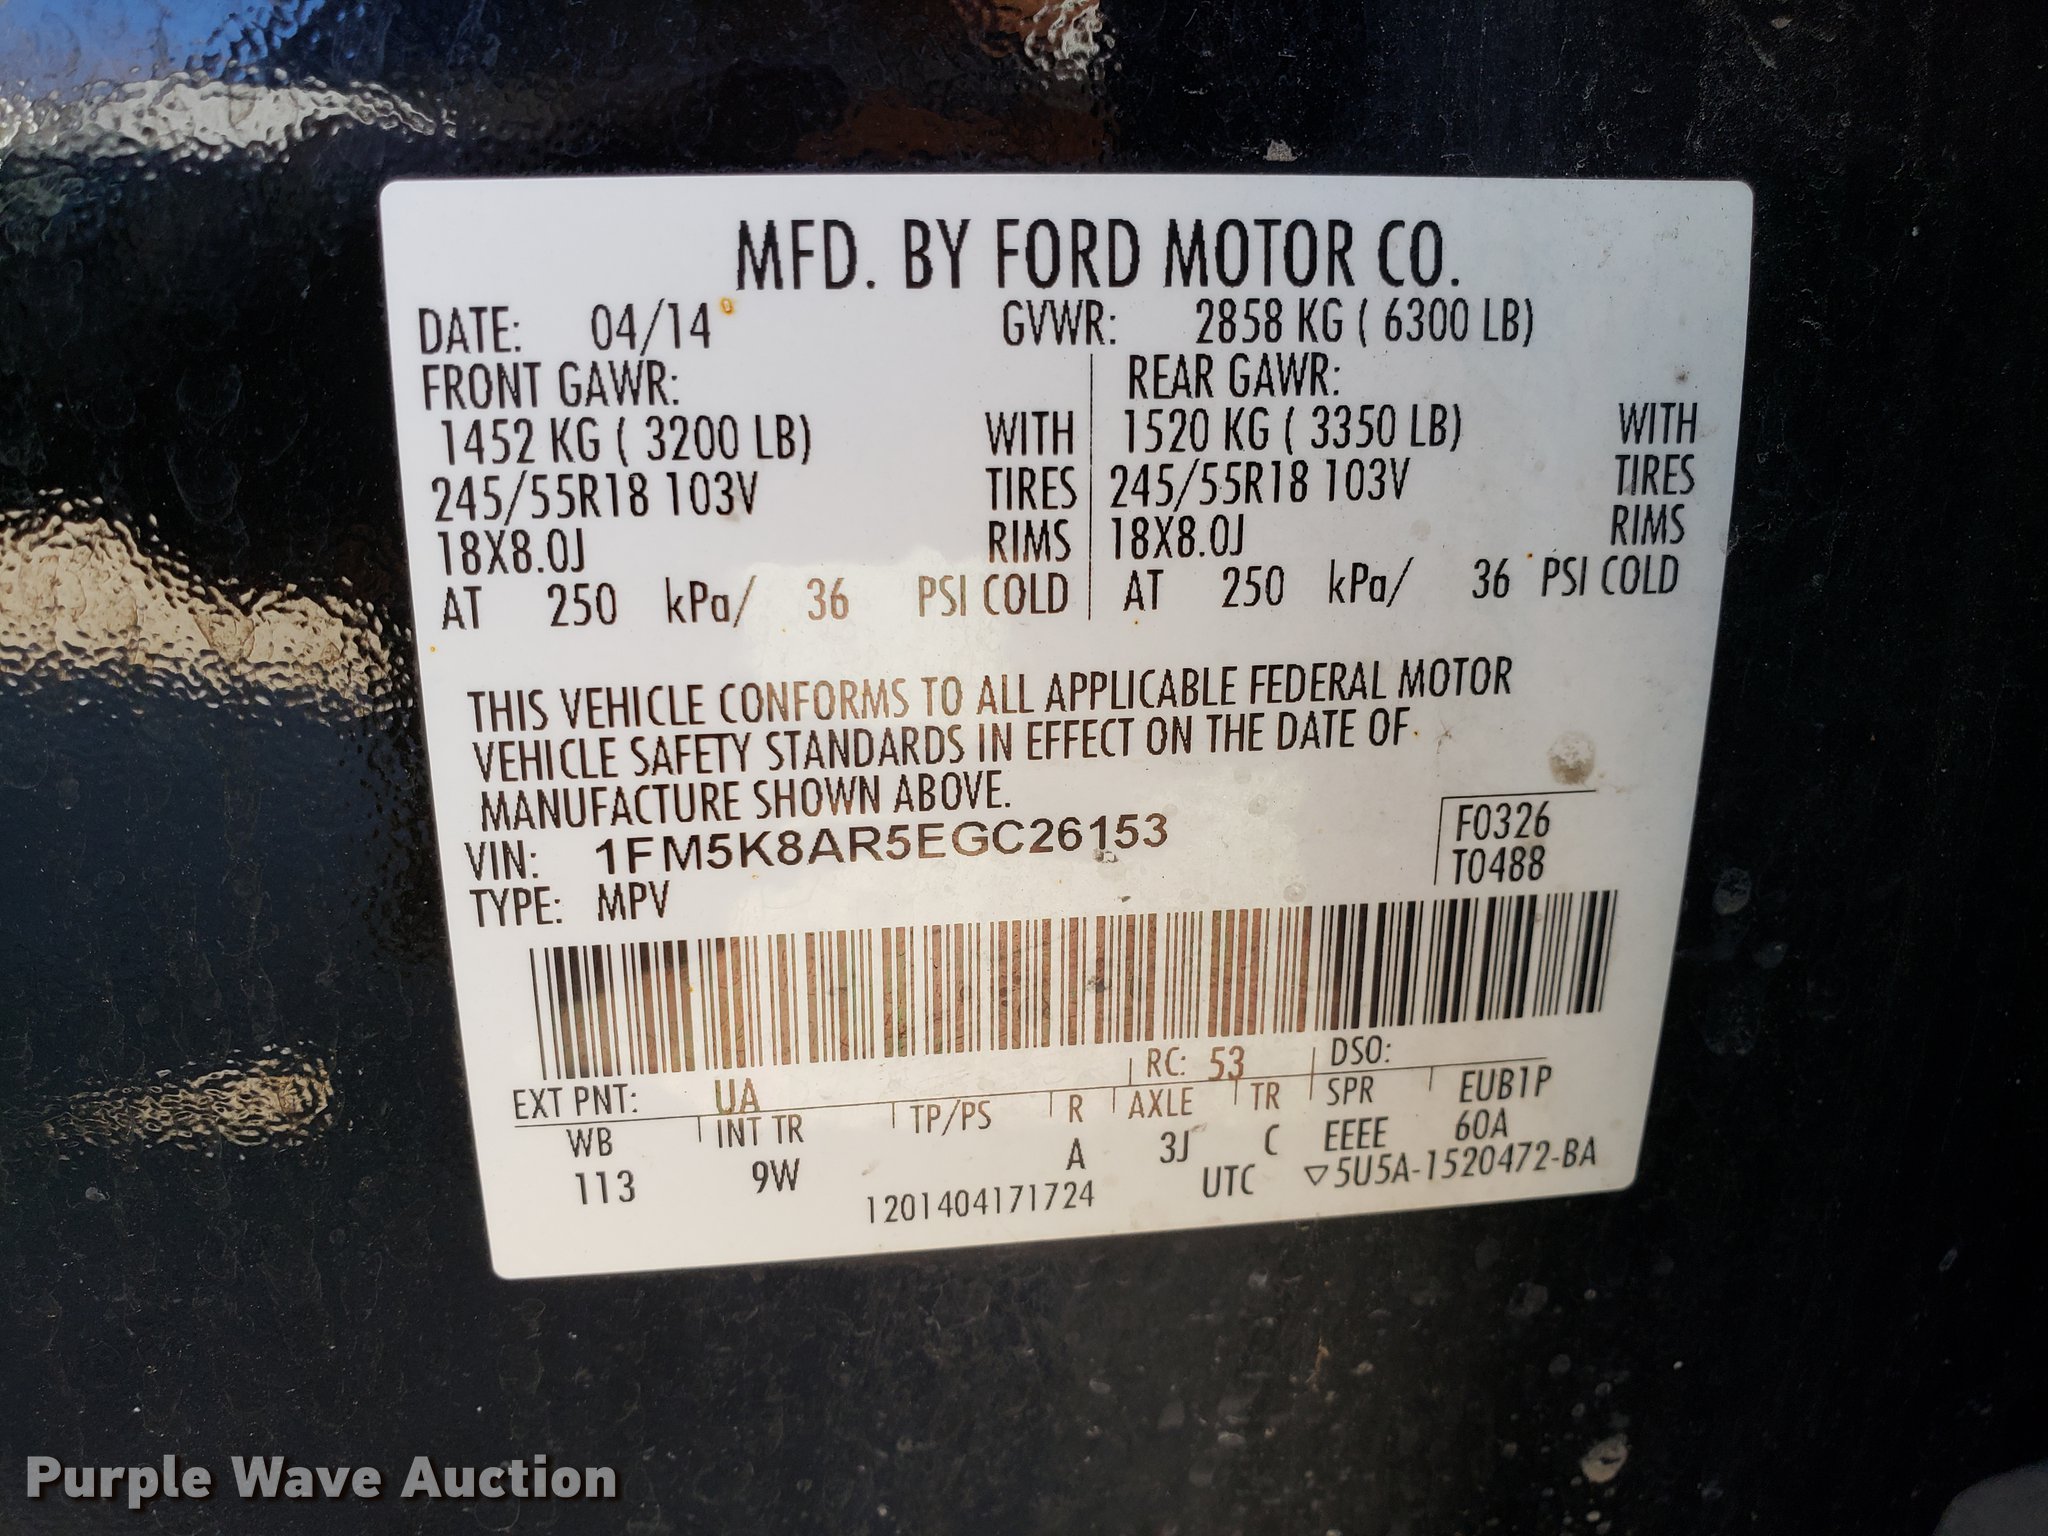 MFD. BY FORD MOTOR CO.
DATE: 04/14 GVWR: 2858 KG ( 6300 LB)
FRONT GAWR: REAR GAWR:
1452 KG ( 3200 LB) WITH 1520 KG ( 3350 LB) WITH
245/55R18 103V TIRES 245/55R18 103V TIRES
18X8.0J RIMS 18X8.0J RIMS
AT 250 kPa/ 36 PSI COLD AT 250 kPa/ 36 PSI COLD
THIS VEHICLE CONFORMS TO ALL APPLICABLE FEDERAL MOTOR
VEHICLE SAFETY STANDARDS IN EFFECT ON THE DATE OF
MANUFACTURE SHOWN ABOVE.
VIN: 1FM5K8AR5EGC26153 F0326
TYPE: MPV T0488
EXT PNT: UA RC: 53 DSO:
WB INT TR TP/PS R AXLE TR SPR EUB1P
113 9W A 3J C EEEE 60A
1201404171724 UTC ▽5U5A-1520472-BA
Purple Wave Auction